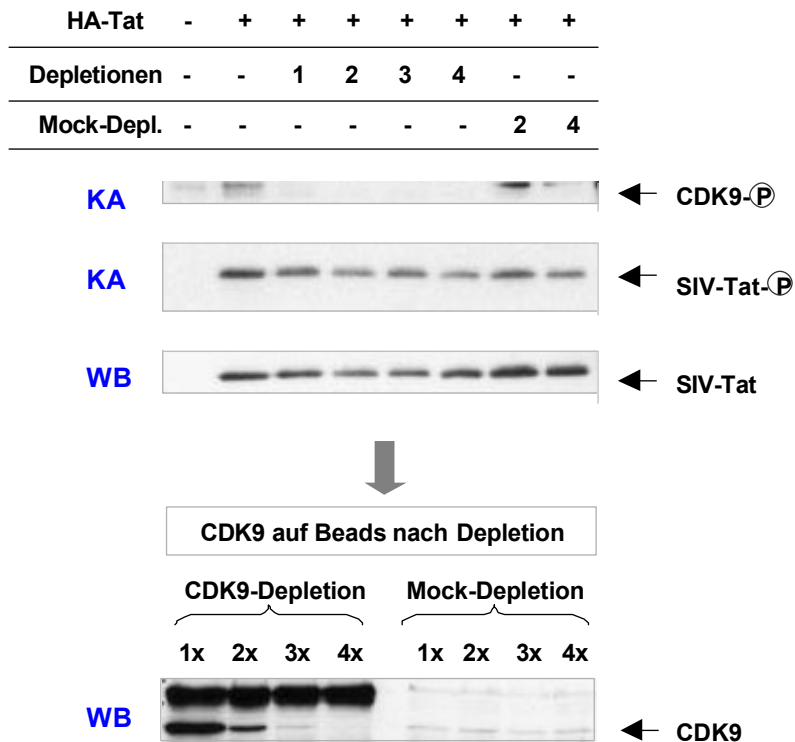 HA-Tat - + + + + + + +
Depletionen - - 1 2 3 4 - -
Mock-Depl. - - - - - - 2 4
KA CDK9-Ⓟ
KA SIV-Tat-Ⓟ
WB SIV-Tat
CDK9 auf Beads nach Depletion
CDK9-Depletion Mock-Depletion
1x 2x 3x 4x 1x 2x 3x 4x
WB CDK9